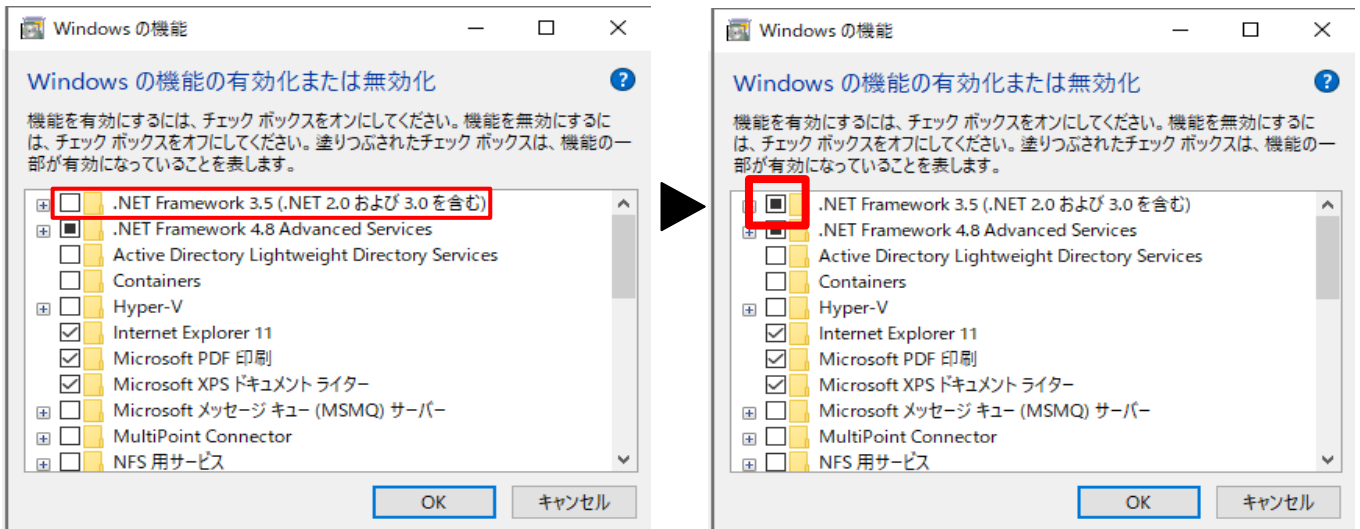 Windows の機能
Windows の機能の有効化または無効化
機能を有効にするには、チェック ボックスをオンにしてください。機能を無効にするに
は、チェック ボックスをオフにしてください。塗りつぶされたチェック ボックスは、機能の一
部が有効になっていることを表します。
.NET Framework 3.5 (.NET 2.0 および 3.0 を含む)
.NET Framework 4.8 Advanced Services
Active Directory Lightweight Directory Services
Containers
Hyper-V
Internet Explorer 11
Microsoft PDF 印刷
Microsoft XPS ドキュメント ライター
Microsoft メッセージ キュー (MSMQ) サーバー
MultiPoint Connector
NFS 用サービス
OK キャンセル
Windows の機能
Windows の機能の有効化または無効化
機能を有効にするには、チェック ボックスをオンにしてください。機能を無効にするに
は、チェック ボックスをオフにしてください。塗りつぶされたチェック ボックスは、機能の一
部が有効になっていることを表します。
.NET Framework 3.5 (.NET 2.0 および 3.0 を含む)
.NET Framework 4.8 Advanced Services
Active Directory Lightweight Directory Services
Containers
Hyper-V
Internet Explorer 11
Microsoft PDF 印刷
Microsoft XPS ドキュメント ライター
Microsoft メッセージ キュー (MSMQ) サーバー
MultiPoint Connector
NFS 用サービス
OK キャンセル